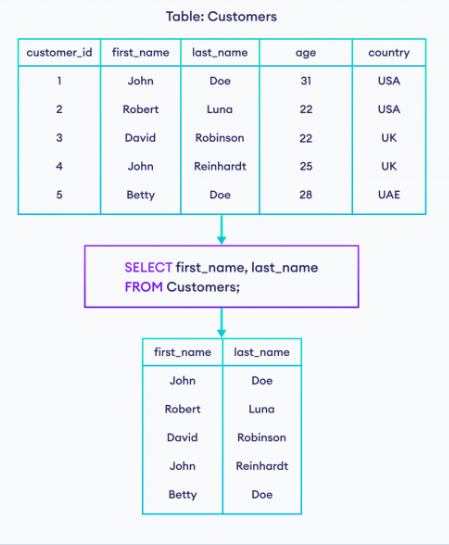 Table: Customers
customer_id first_name last_name age country
1 John Doe 31 USA
2 Robert Luna 22 USA
3 David Robinson 22 UK
4 John Reinhardt 25 UK
5 Betty Doe 28 UAE
SELECT first_name, last_name
FROM Customers;
first_name last_name
John Doe
Robert Luna
David Robinson
John Reinhardt
Betty Doe